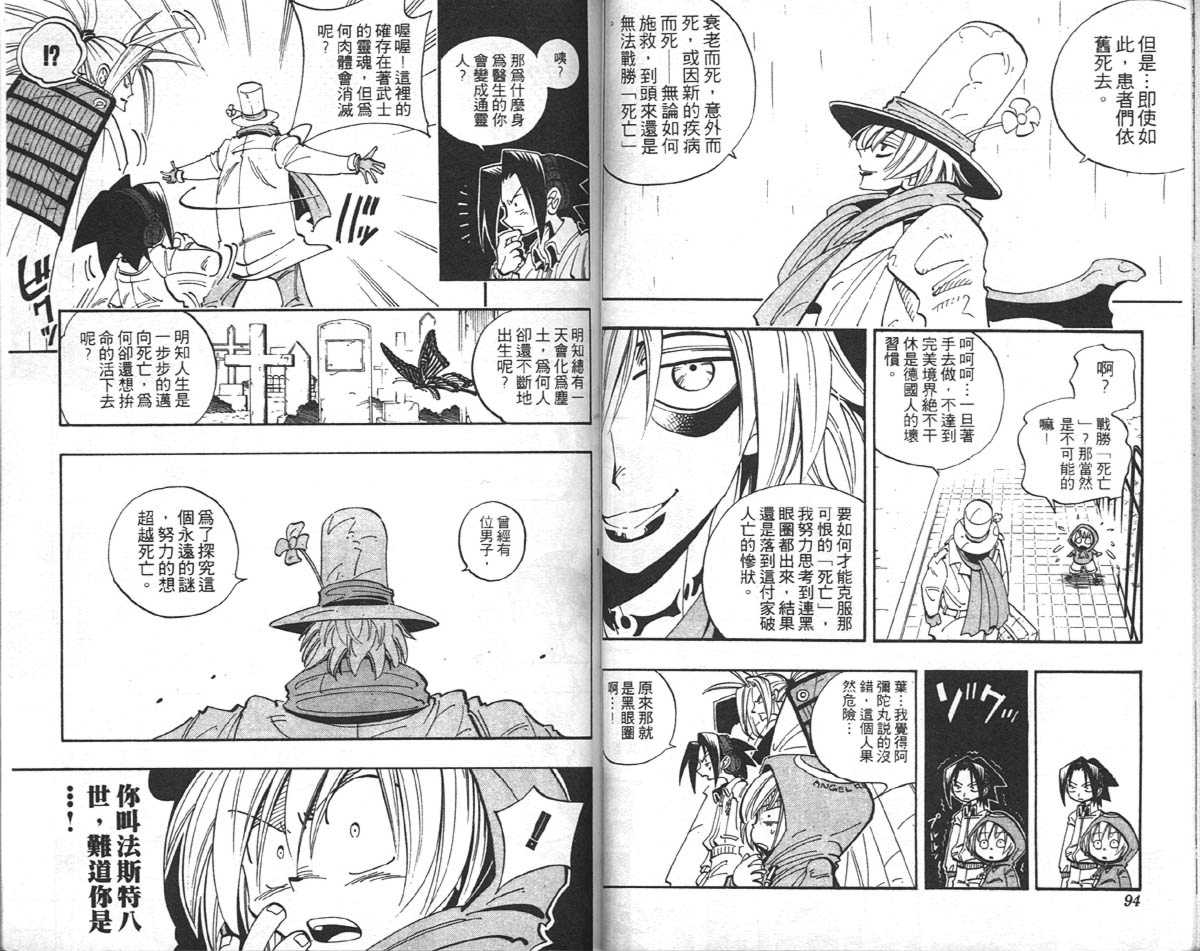 但是…即使如
此，患者們依
舊死去。
衰老而死，意外而
死，或因新的疾病
而死——無論如何
施救，到頭來還是
無法戰勝「死亡」
啊？
戰勝「死亡
」？那當然
是不可能的
嘛！
呵呵呵…一旦著
手去做，不達到
完美境界絕不干
休是德國人的壞
習慣。
要如何才能克服那
可恨的「死亡」，
我努力思考到連黑
眼圈都出來，結果
還是落到這付家破
人亡的慘狀。
ゾクッ
葉…我覺得阿
彌陀丸說的沒
錯，這個人果
然危險…
原來那就
是黑眼圈
啊…！
ANGEL
94
咦？
那為什麼身
為醫生的你
會變成通靈
人？
喔喔！這裡的
確存在著武士
的靈魂，但為
何肉體會消滅
呢？
!?
バッ
ビクッ
明知總有一
天會化為塵
土，為何人
卻還不斷地
出生呢？
明知人生是
一步步的邁
向死亡，為
何卻還想拚
命的活下去
呢？
曾經有
位男子，
為了探究這
個永遠的謎
，努力的想
超越死亡。
！
你叫法斯特八
世，難道你是
……！